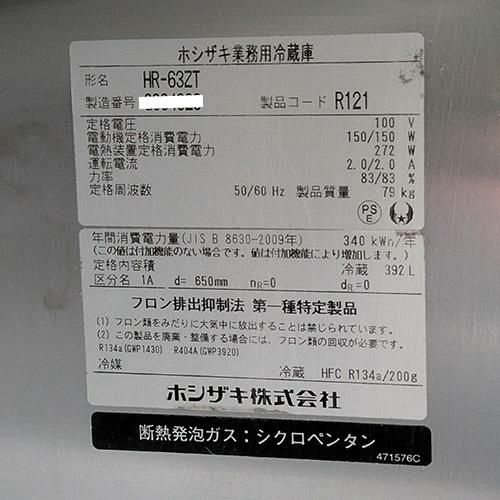 ホシザキ業務用冷蔵庫
形名 HR-63ZT
製造番号 製品コード R121
定格電圧 100 V
電動機定格消費電力 150/150 W
電熱装置定格消費電力 272 W
運転電流 2.0/2.0 A
力率 83/83 %
定格周波数 50/60 Hz 製品質量 79 kg
PS
E
年間消費電力量(JIS B 8630-2009年) 340 kWh/年
(この値は付加機能のない場合です。値は付加機能により増加します。)
定格内容積 冷蔵 392 L
区分名 1A d= 650mm nR=0 dR=0
フロン排出抑制法 第一種特定製品
(1) フロン類をみだりに大気中に放出することは禁じられています。
(2) この製品を廃棄・整備する場合には、フロン類の回収が必要です。
R134a(GWP1430) R404A(GWP3920)
冷媒 冷蔵 HFC R134a/200g
ホシザキ株式会社
断熱発泡ガス：シクロペンタン
471576C